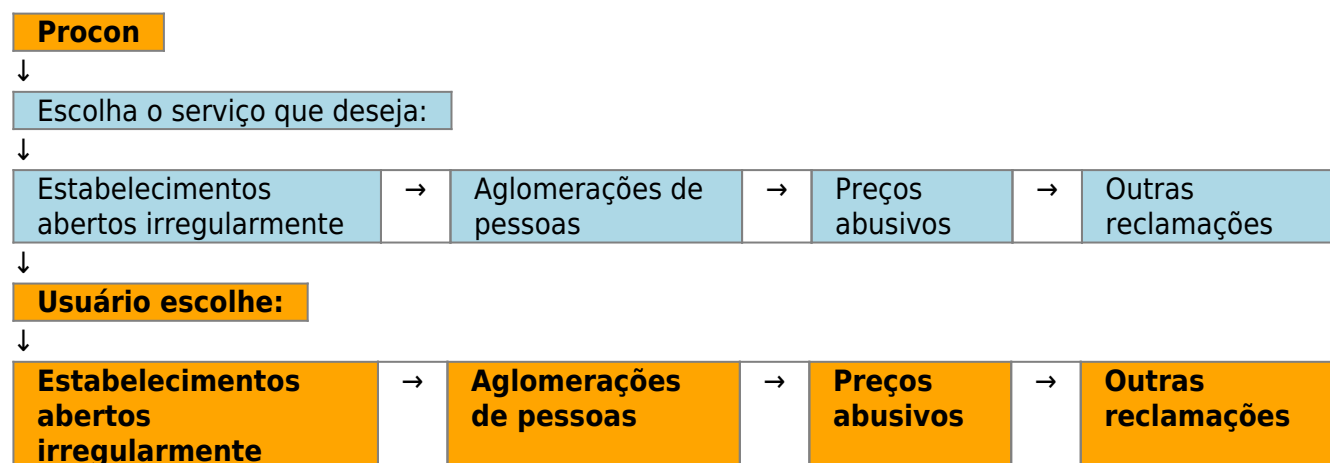 Procon
↓
Escolha o serviço que deseja:
↓
Estabelecimentos abertos irregularmente → Aglomerações de pessoas → Preços abusivos → Outras reclamações
↓
Usuário escolhe:
↓
Estabelecimentos abertos irregularmente → Aglomerações de pessoas → Preços abusivos → Outras reclamações